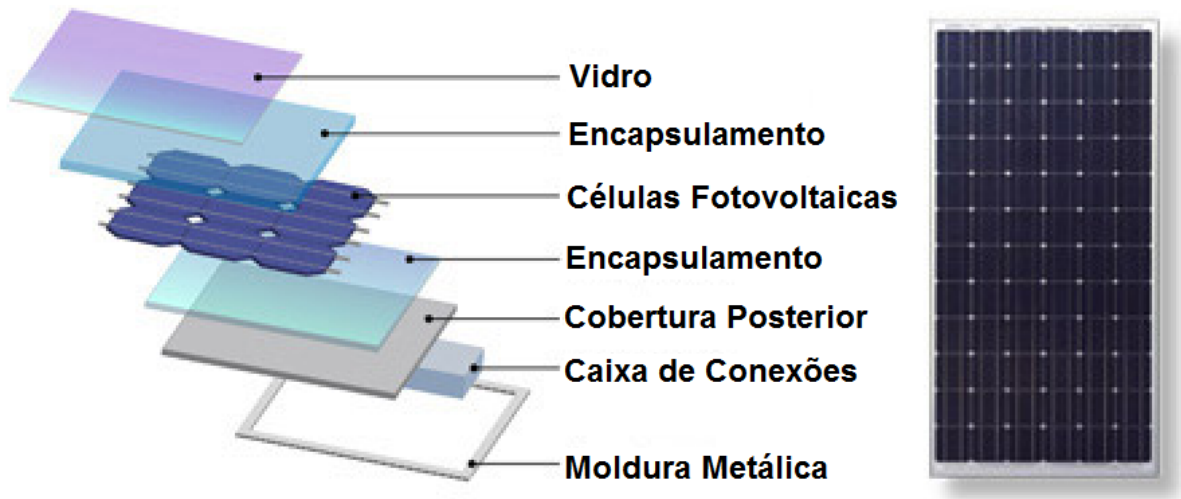 Vidro
Encapsulamento
Células Fotovoltaicas
Encapsulamento
Cobertura Posterior
Caixa de Conexões
Moldura Metálica